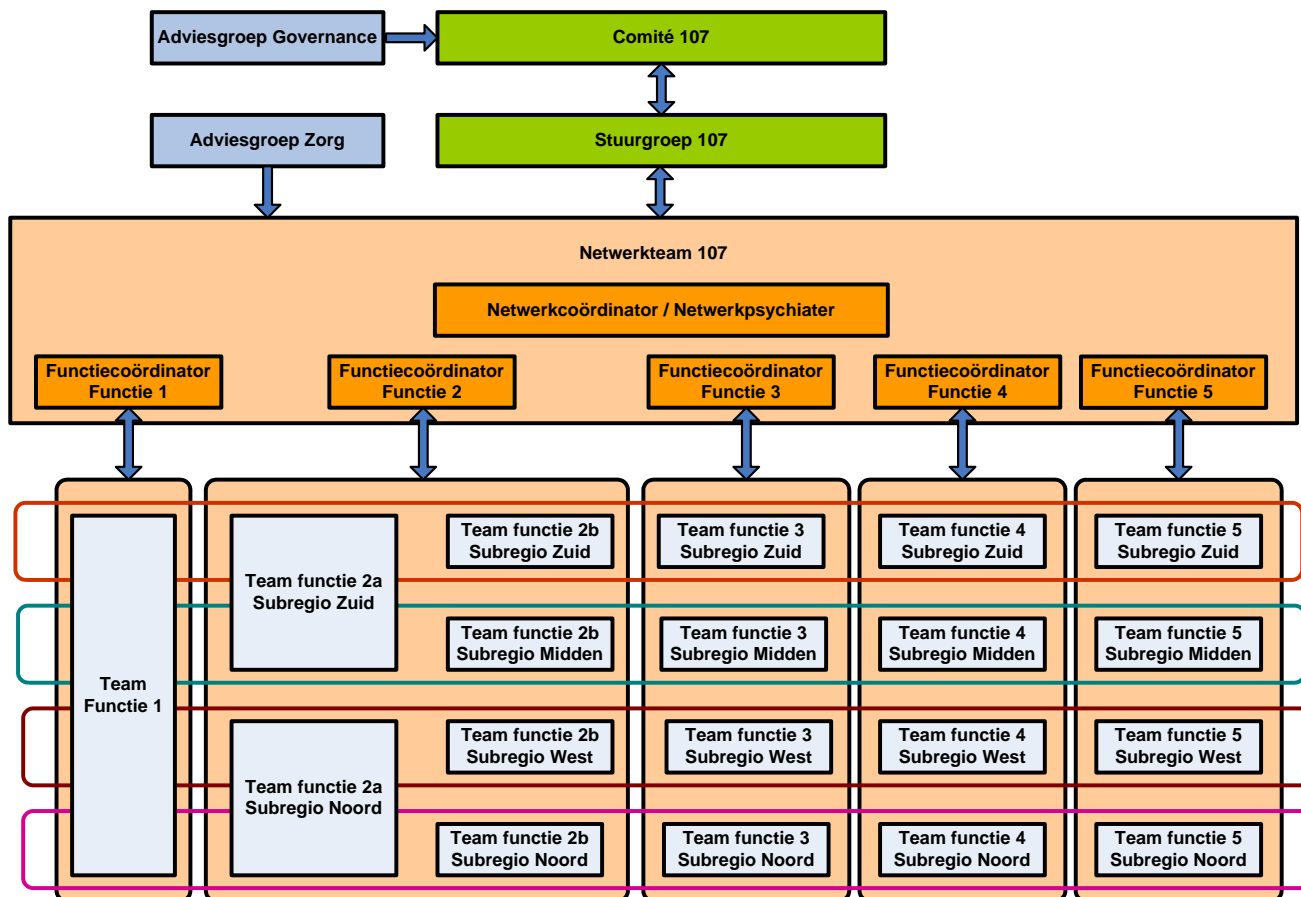 Adviesgroep Governance
Comité 107
Adviesgroep Zorg
Stuurgroep 107
Netwerkteam 107
Netwerkcoördinator / Netwerkpsychiater
Functiecoördinator
Functie 1
Functiecoördinator
Functie 2
Functiecoördinator
Functie 3
Functiecoördinator
Functie 4
Functiecoördinator
Functie 5
Team
Functie 1
Team functie 2a
Subregio Zuid
Team functie 2b
Subregio Zuid
Team functie 3
Subregio Zuid
Team functie 4
Subregio Zuid
Team functie 5
Subregio Zuid
Team functie 2b
Subregio Midden
Team functie 3
Subregio Midden
Team functie 4
Subregio Midden
Team functie 5
Subregio Midden
Team functie 2a
Subregio Noord
Team functie 2b
Subregio West
Team functie 3
Subregio West
Team functie 4
Subregio West
Team functie 5
Subregio West
Team functie 2b
Subregio Noord
Team functie 3
Subregio Noord
Team functie 4
Subregio Noord
Team functie 5
Subregio Noord